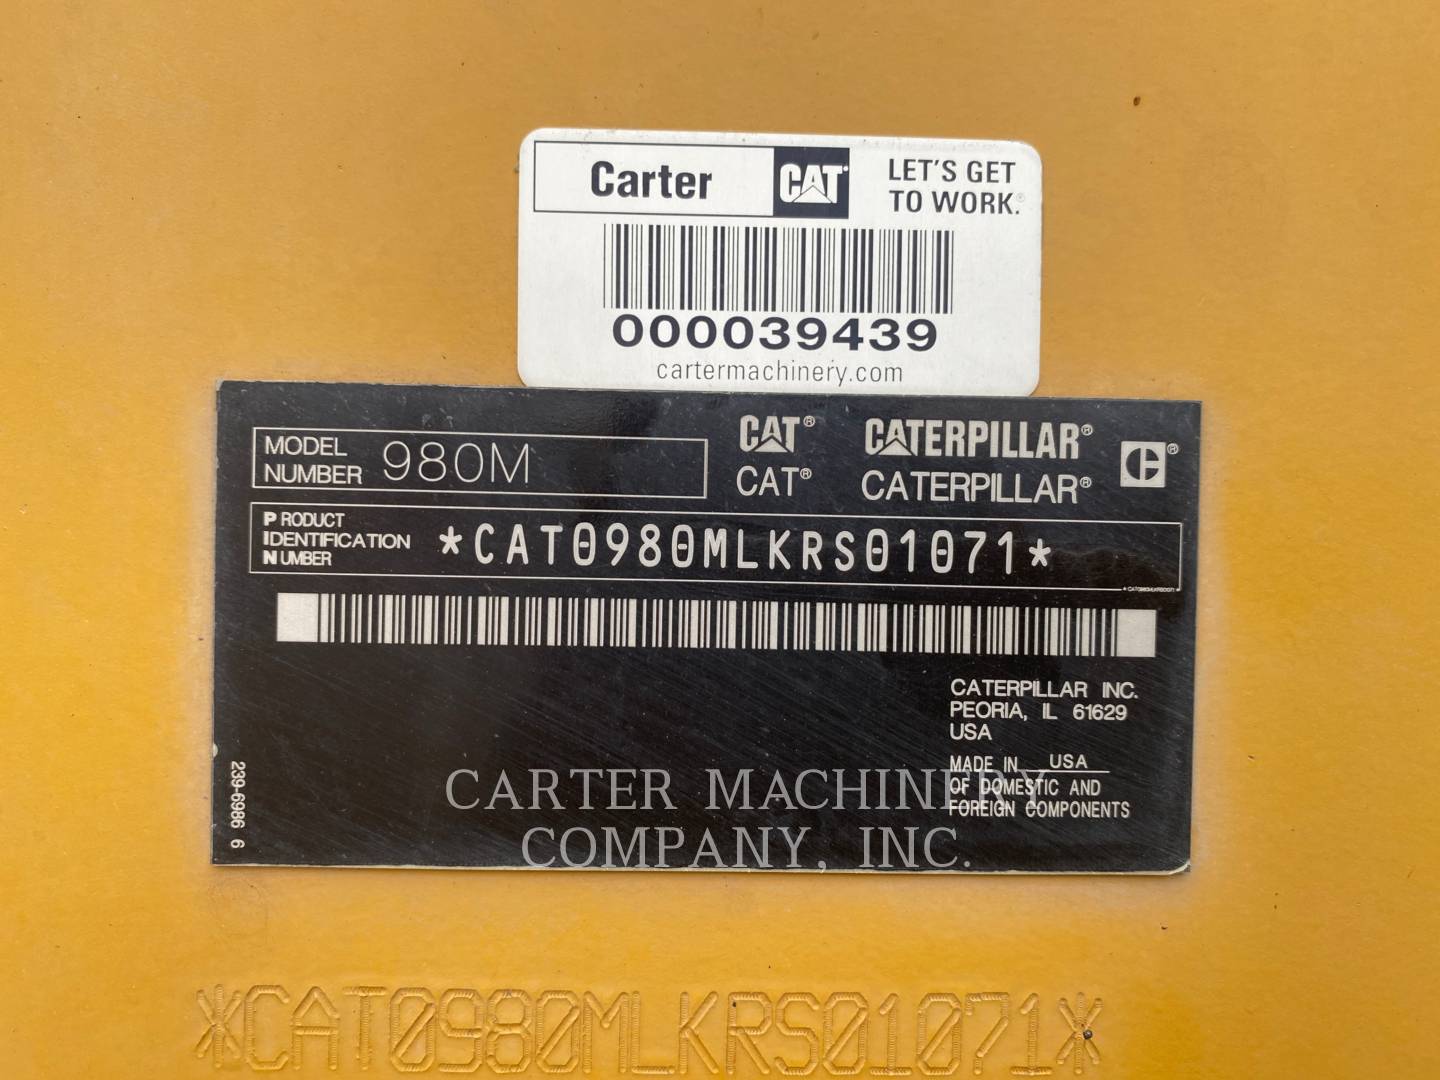 Carter CAT LET'S GET
TO WORK.®
000039439
cartermachinery.com
MODEL
NUMBER 980M
CAT® CATERPILLAR® ®
CAT® CATERPILLAR®
PRODUCT
IDENTIFICATION
NUMBER
*CAT0980MLKRS01071*
*CAT0980MLKRS01071*
CATERPILLAR INC.
PEORIA, IL 61629
USA
MADE IN USA
OF DOMESTIC AND
FOREIGN COMPONENTS
239-6986 6
CARTER MACHINERY
COMPANY, INC.
*CAT0980MLKRS01071*